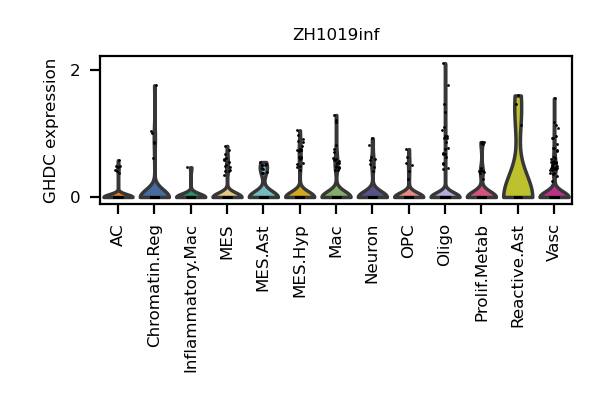 ZH1019inf
GHDC expression
2
0
AC
Chromatin.Reg
Inflammatory.Mac
MES
MES.Ast
MES.Hyp
Mac
Neuron
OPC
Oligo
Prolif.Metab
Reactive.Ast
Vasc